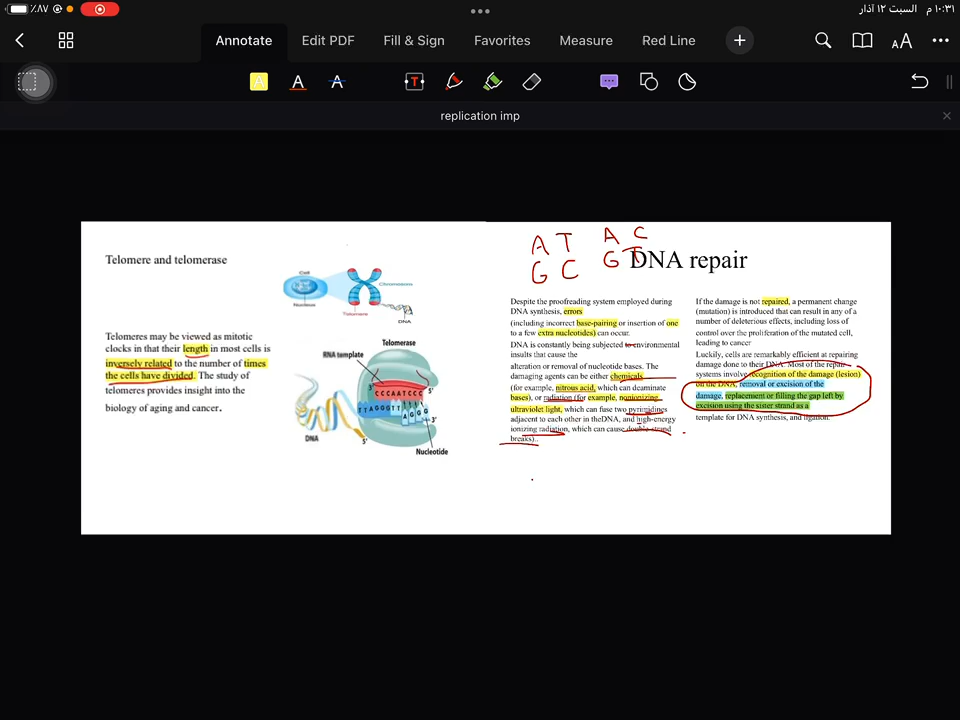 ٪٨٧
١٠:٣١ م السبت ١٢ آذار
Annotate Edit PDF Fill & Sign Favorites Measure Red Line
replication imp
Telomere and telomerase
Cell
Nucleus
Chromosome
Telomere
DNA
Telomeres may be viewed as mitotic
clocks in that their length in most cells is
inversely related to the number of times
the cells have divided. The study of
telomeres provides insight into the
biology of aging and cancer.
Telomerase
RNA template
3'
5'
CCCAATCCC
TTAGGGTT AGGG
3'
DNA
5'
Nucleotide
A T A C
G C G T
DNA repair
Despite the proofreading system employed during
DNA synthesis, errors
(including incorrect base-pairing or insertion of one
to a few extra nucleotides) can occur.
DNA is constantly being subjected to environmental
insults that cause the
alteration or removal of nucleotide bases. The
damaging agents can be either chemicals
(for example, nitrous acid, which can deaminate
bases), or radiation (for example, nonionizing
ultraviolet light, which can fuse two pyrimidines
adjacent to each other in theDNA, and high-energy
ionizing radiation, which can cause double-strand
breaks)..
If the damage is not repaired, a permanent change
(mutation) is introduced that can result in any of a
number of deleterious effects, including loss of
control over the proliferation of the mutated cell,
leading to cancer
Luckily, cells are remarkably efficient at repairing
damage done to their DNA. Most of the repair
systems involve recognition of the damage (lesion)
on the DNA, removal or excision of the
damage, replacement or filling the gap left by
excision using the sister strand as a
template for DNA synthesis, and ligation.